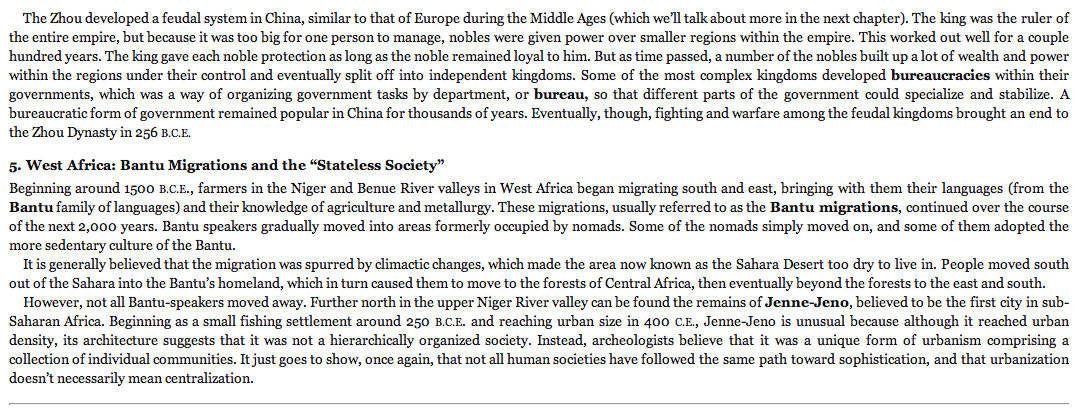 The Zhou developed a feudal system in China, similar to that of Europe during the Middle Ages (which we'll talk about more in the next chapter). The king was the ruler of
the entire empire, but because it was too big for one person to manage, nobles were given power over smaller regions within the empire. This worked out well for a couple
hundred years. The king gave each noble protection as long as the noble remained loyal to him. But as time passed, a number of the nobles built up a lot of wealth and power
within the regions under their control and eventually split off into independent kingdoms. Some of the most complex kingdoms developed bureaucracies within their
governments, which was a way of organizing government tasks by department, or bureau, so that different parts of the government could specialize and stabilize. A
bureaucratic form of government remained popular in China for thousands of years. Eventually, though, fighting and warfare among the feudal kingdoms brought an end to
the Zhou Dynasty in 256 B.C.E.
5. West Africa: Bantu Migrations and the “Stateless Society”
Beginning around 1500 B.C.E., farmers in the Niger and Benue River valleys in West Africa began migrating south and east, bringing with them their languages (from the
Bantu family of languages) and their knowledge of agriculture and metallurgy. These migrations, usually referred to as the Bantu migrations, continued over the course
of the next 2,000 years. Bantu speakers gradually moved into areas formerly occupied by nomads. Some of the nomads simply moved on, and some of them adopted the
more sedentary culture of the Bantu.
It is generally believed that the migration was spurred by climactic changes, which made the area now known as the Sahara Desert too dry to live in. People moved south
out of the Sahara into the Bantu's homeland, which in turn caused them to move to the forests of Central Africa, then eventually beyond the forests to the east and south.
However, not all Bantu-speakers moved away. Further north in the upper Niger River valley can be found the remains of Jenne-Jeno, believed to be the first city in sub-
Saharan Africa. Beginning as a small fishing settlement around 250 B.C.E. and reaching urban size in 400 C.E., Jenne-Jeno is unusual because although it reached urban
density, its architecture suggests that it was not a hierarchically organized society. Instead, archeologists believe that it was a unique form of urbanism comprising a
collection of individual communities. It just goes to show, once again, that not all human societies have followed the same path toward sophistication, and that urbanization
doesn't necessarily mean centralization.